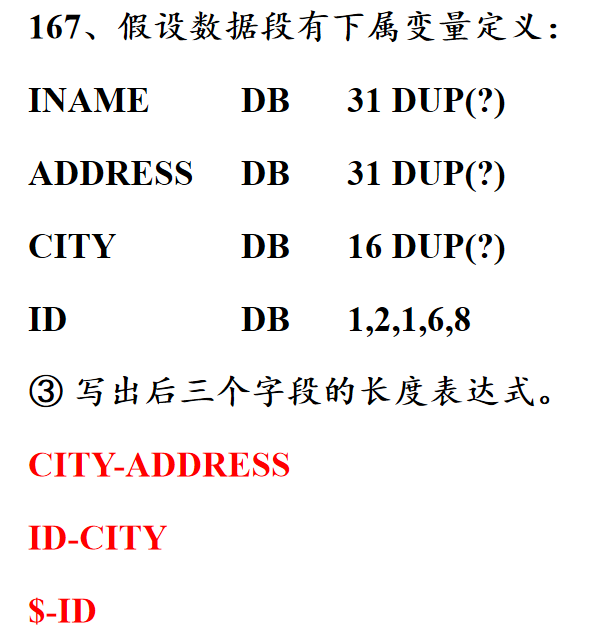 167、假设数据段有下属变量定义：
INAME DB 31 DUP(?)
ADDRESS DB 31 DUP(?)
CITY DB 16 DUP(?)
ID DB 1,2,1,6,8
③ 写出后三个字段的长度表达式。
CITY-ADDRESS
ID-CITY
$-ID